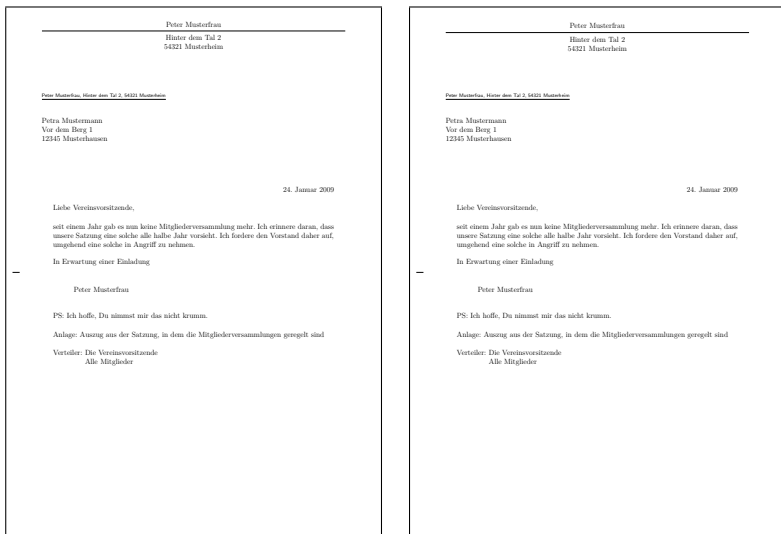 Peter Musterfrau
Hinter dem Tal 2
54321 Musterheim
Peter Musterfrau, Hinter dem Tal 2, 54321 Musterheim
Petra Mustermann
Vor dem Berg 1
12345 Musterhausen
24. Januar 2009
Liebe Vereinsvorsitzende,
seit einem Jahr gab es nun keine Mitgliederversammlung mehr. Ich erinnere daran, dass
unsere Satzung eine solche alle halbe Jahr vorsieht. Ich fordere den Vorstand daher auf,
umgehend eine solche in Angriff zu nehmen.
In Erwartung einer Einladung
Peter Musterfrau
PS: Ich hoffe, Du nimmst mir das nicht krumm.
Anlage: Auszug aus der Satzung, in dem die Mitgliederversammlungen geregelt sind
Verteiler: Die Vereinsvorsitzende
Alle Mitglieder
Peter Musterfrau
Hinter dem Tal 2
54321 Musterheim
Peter Musterfrau, Hinter dem Tal 2, 54321 Musterheim
Petra Mustermann
Vor dem Berg 1
12345 Musterhausen
24. Januar 2009
Liebe Vereinsvorsitzende,
seit einem Jahr gab es nun keine Mitgliederversammlung mehr. Ich erinnere daran, dass
unsere Satzung eine solche alle halbe Jahr vorsieht. Ich fordere den Vorstand daher auf,
umgehend eine solche in Angriff zu nehmen.
In Erwartung einer Einladung
Peter Musterfrau
PS: Ich hoffe, Du nimmst mir das nicht krumm.
Anlage: Auszug aus der Satzung, in dem die Mitgliederversammlungen geregelt sind
Verteiler: Die Vereinsvorsitzende
Alle Mitglieder